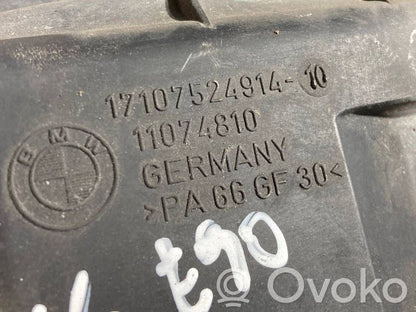 17107524914-10
11074810
GERMANY
>PA 66 GF 30<
BMW
e90
Ovoko